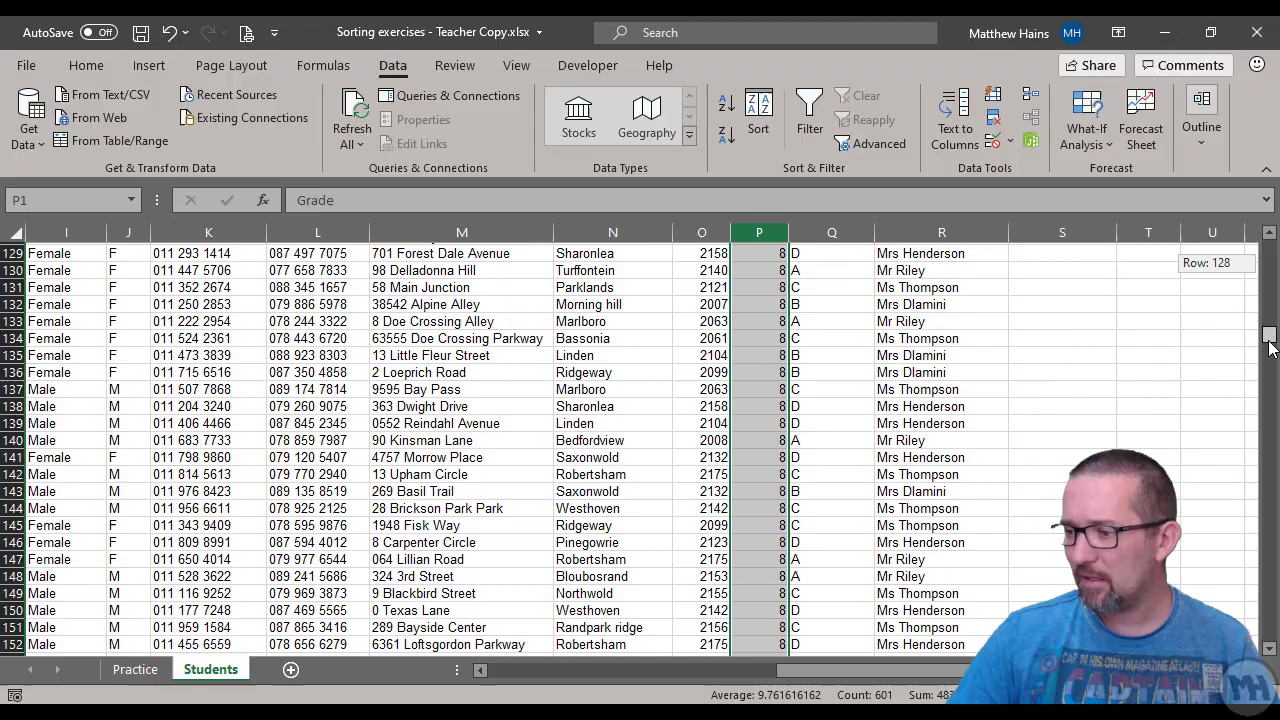 AutoSave Off Sorting exercises - Teacher Copy.xlsx Search Matthew Hains MH
File Home Insert Page Layout Formulas Data Review View Developer Help Share Comments
Get Data From Text/CSV From Web From Table/Range Recent Sources Existing Connections
Refresh All Queries & Connections Properties Edit Links
Stocks Geography
Sort Filter Clear Reapply Advanced
Text to Columns What-If Analysis Forecast Sheet Outline
Get & Transform Data Queries & Connections Data Types Sort & Filter Data Tools Forecast
P1 fx Grade
I J K L M N O P Q R S T U
129 Female F 011 293 1414 087 497 7075 701 Forest Dale Avenue Sharonlea 2158 8 D Mrs Henderson
Row: 128
130 Female F 011 447 5706 077 658 7833 98 Delladonna Hill Tuffontein 2140 8 A Mr Riley
131 Female F 011 352 2674 088 345 1657 58 Main Junction Parklands 2121 8 C Ms Thompson
132 Female F 011 250 2853 079 886 5978 38542 Alpine Alley Morning hill 2007 8 B Mrs Dlamini
133 Female F 011 222 2954 078 244 3322 8 Doe Crossing Alley Marlboro 2063 8 A Mr Riley
134 Female F 011 524 2361 078 443 6720 63555 Doe Crossing Parkway Bassonia 2061 8 C Ms Thompson
135 Female F 011 473 3839 088 923 8303 13 Little Fleur Street Linden 2104 8 B Mrs Dlamini
136 Female F 011 715 6516 087 350 4858 2 Loeprich Road Ridgeway 2099 8 B Mrs Dlamini
137 Male M 011 507 7868 089 174 7814 9595 Bay Pass Marlboro 2063 8 C Ms Thompson
138 Male M 011 204 3240 079 260 9075 363 Dwight Drive Sharonlea 2158 8 D Mrs Henderson
139 Male M 011 406 4466 087 845 2345 0552 Reindahl Avenue Linden 2104 8 D Mrs Henderson
140 Male M 011 683 7733 078 859 7987 90 Kinsman Lane Bedfordview 2008 8 A Mr Riley
141 Female F 011 798 9860 079 120 5407 4757 Morrow Place Saxonwold 2132 8 D Mrs Henderson
142 Male M 011 814 5613 079 770 2940 13 Upham Circle Robertsham 2175 8 C Ms Thompson
143 Male M 011 976 8423 089 135 8519 269 Basil Trail Saxonwold 2132 8 B Mrs Dlamini
144 Male M 011 956 6611 078 925 2125 28 Brickson Park Park Westhoven 2142 8 C Ms Thompson
145 Female F 011 343 9409 078 595 9876 1948 Fisk Way Ridgeway 2099 8 C Ms Thompson
146 Female F 011 809 8991 087 594 4012 8 Carpenter Circle Pinegowrie 2123 8 D Mrs Henderson
147 Female F 011 650 4014 079 977 6544 064 Lillian Road Robertsham 2175 8 A Mr Riley
148 Male M 011 528 3622 089 241 5686 324 3rd Street Bloubosrand 2153 8 A Mr Riley
149 Male M 011 116 9252 079 969 3873 9 Blackbird Street Northwold 2155 8 C Ms Thompson
150 Male M 011 177 7248 087 469 5565 0 Texas Lane Westhoven 2142 8 D Mrs Henderson
151 Male M 011 959 1584 087 865 3416 289 Bayside Center Randpark ridge 2156 8 C Ms Thompson
152 Male M 011 455 6559 078 656 6279 6361 Loftsgordon Parkway Robertsham 2175 8 D Mrs Henderson
Practice Students
Average: 9.761616162 Count: 601 Sum:
MH